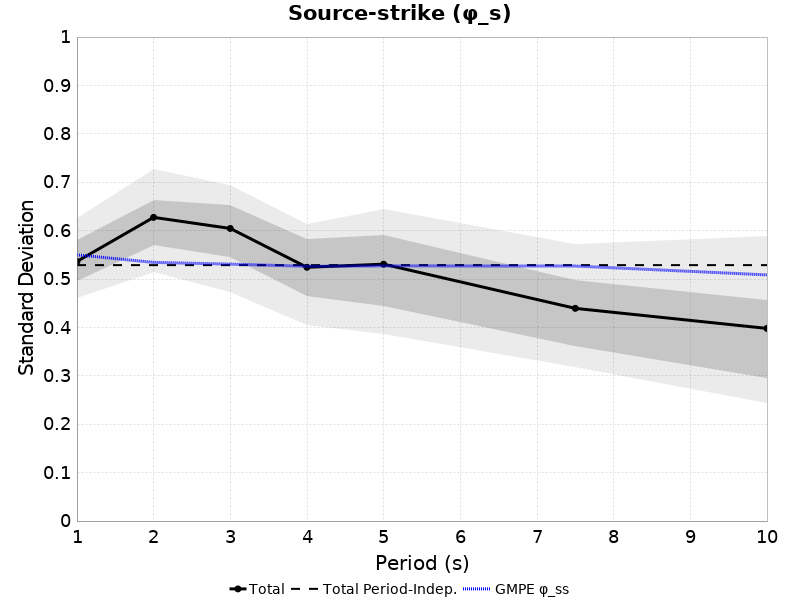 Source-strike (φ_s)
1
0.9
0.8
0.7
0.6
0.5
0.4
0.3
0.2
0.1
0
Standard Deviation
1 2 3 4 5 6 7 8 9 10
Period (s)
Total Total Period-Indep. GMPE φ_ss